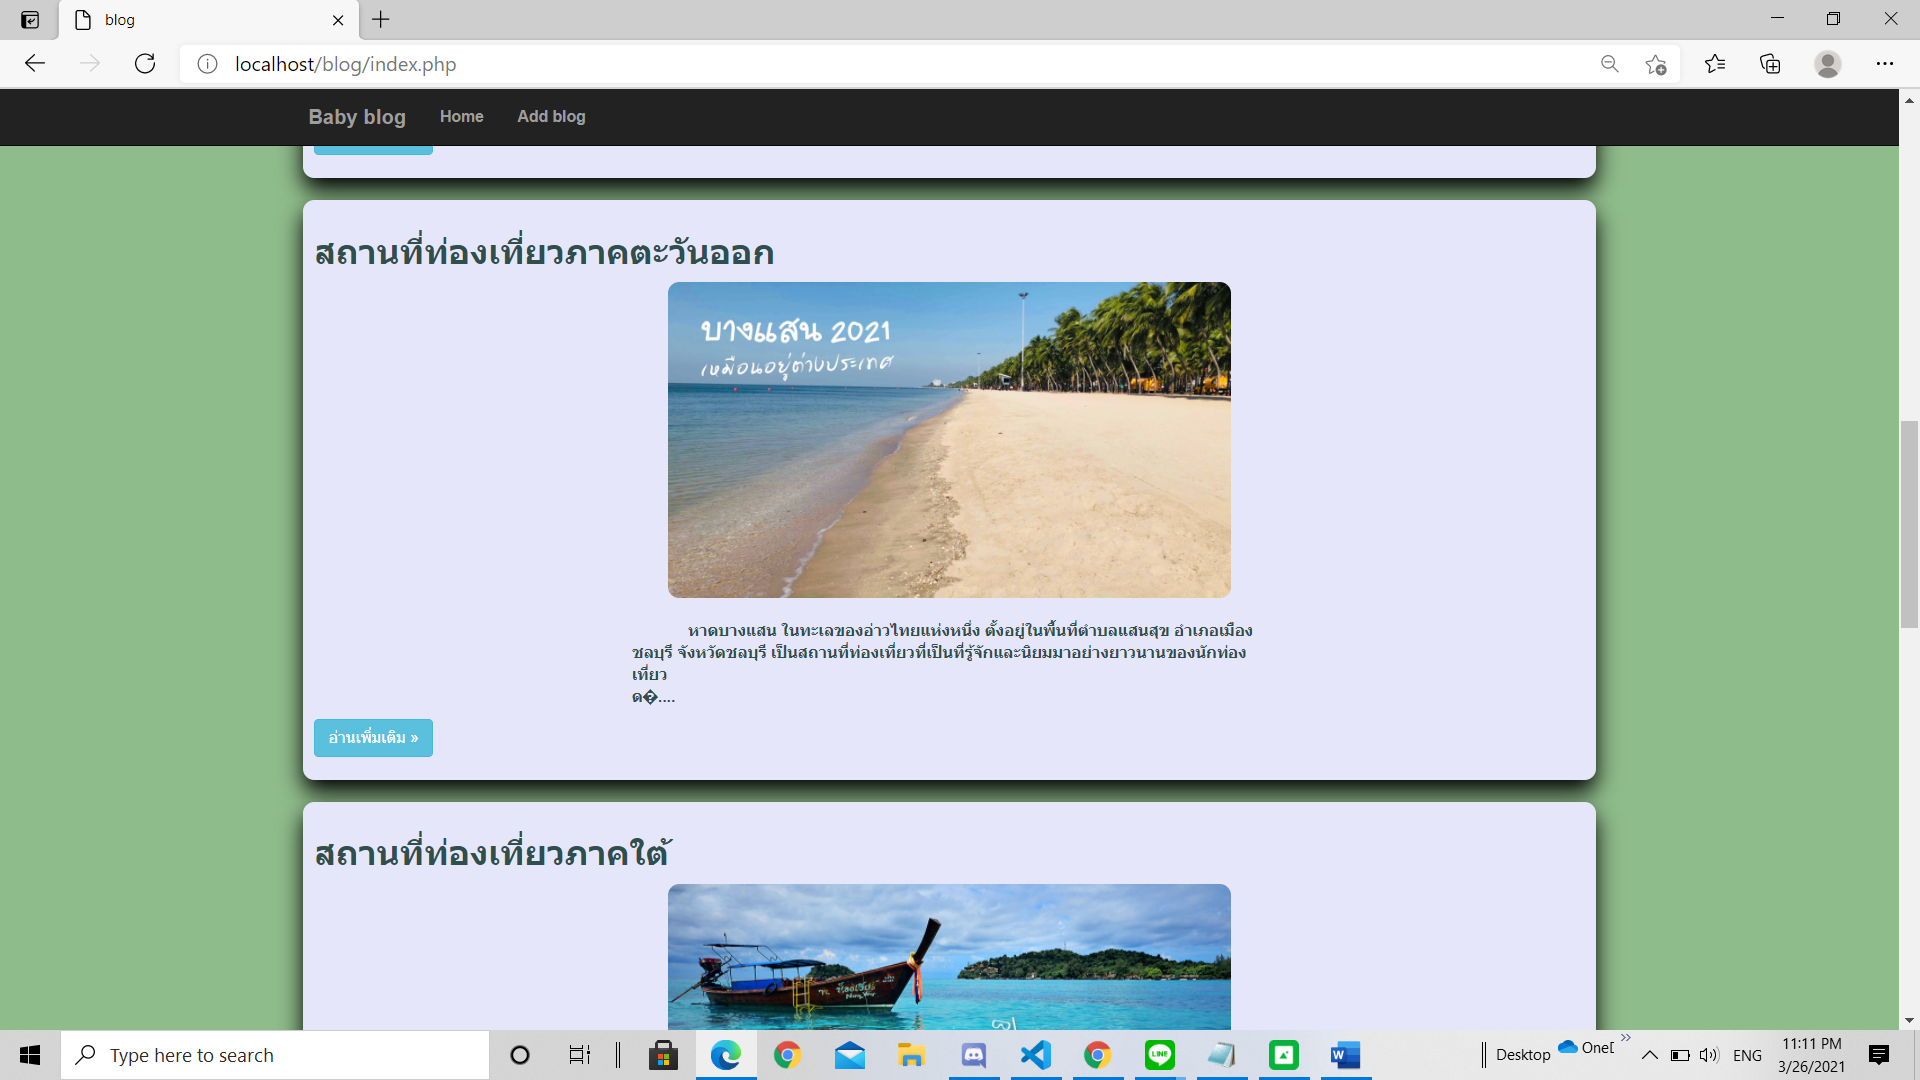 blog
localhost/blog/index.php
Baby blog
Home
Add blog
สถานที่ท่องเที่ยวภาคตะวันออก
บางแสน 2021
เหมือนอยู่ต่างประเทศ
หาดบางแสน ในทะเลของอ่าวไทยแห่งหนึ่ง ตั้งอยู่ในพื้นที่ตำบลแสนสุข อำเภอเมือง
ชลบุรี จังหวัดชลบุรี เป็นสถานที่ท่องเที่ยวที่เป็นที่รู้จักและนิยมมาอย่างยาวนานของนักท่อง
เที่ยว
ด�....
อ่านเพิ่มเติม »
สถานที่ท่องเที่ยวภาคใต้
Type here to search
LINE
Desktop
OneD
ENG
11:11 PM
3/26/2021